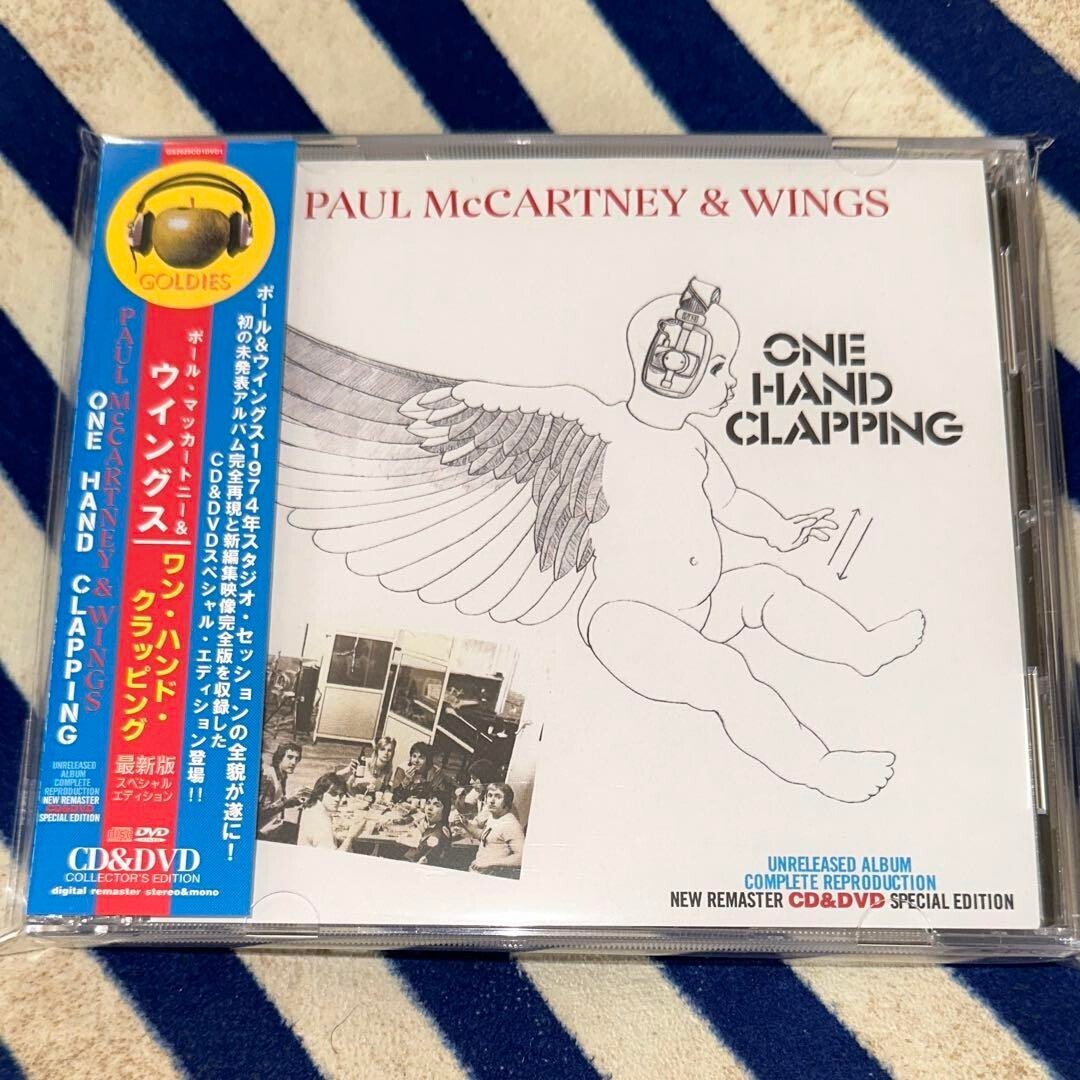 GS2625CD1DVD1
GOLDIES
PAUL McCARTNEY & WINGS
ONE HAND CLAPPING
ポール・マッカートニー&
ウイングス
ワン・ハンド・
クラッピング
最新版
スペシャル
エディション
ポール&ウイングス1974年スタジオ・セッションの全貌が遂に!
初の未発表アルバム完全再現と新編集映像完全版を収録した
CD&DVDスペシャル・エディション登場!!
UNRELEASED
ALBUM
COMPLETE
REPRODUCTION
NEW REMASTER
CD&DVD
SPECIAL EDITION
DVD
CD&DVD
COLLECTOR'S EDITION
digital remaster stereo&mono
PAUL McCARTNEY & WINGS
ONE
HAND
CLAPPING
UNRELEASED ALBUM
COMPLETE REPRODUCTION
NEW REMASTER CD&DVD SPECIAL EDITION